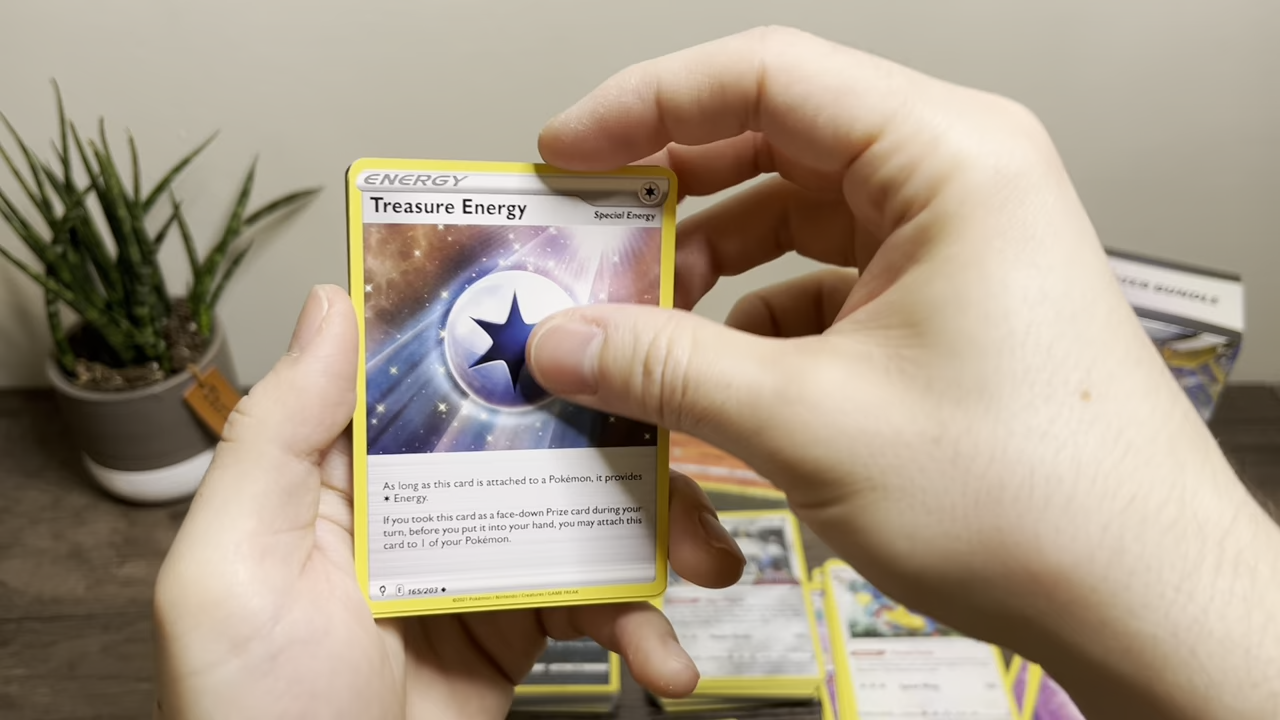 ENERGY
Treasure Energy
Special Energy
As long as this card is attached to a Pokémon, it provides
✶ Energy.
If you took this card as a face-down Prize card during your
turn, before you put it into your hand, you may attach this
card to 1 of your Pokémon.
E 165/203 ◆
©2021 Pokémon / Nintendo / Creatures / GAME FREAK
BUNDLE